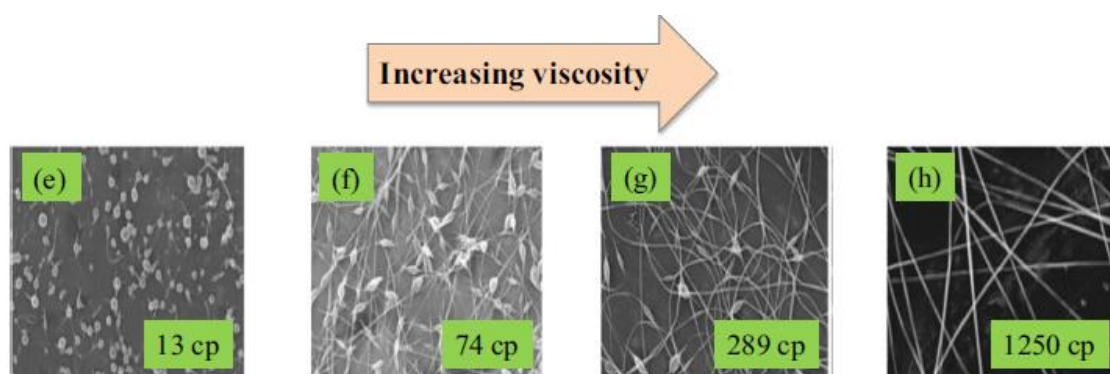 Increasing viscosity
(e)
(f)
(g)
(h)
13 cp
74 cp
289 cp
1250 cp